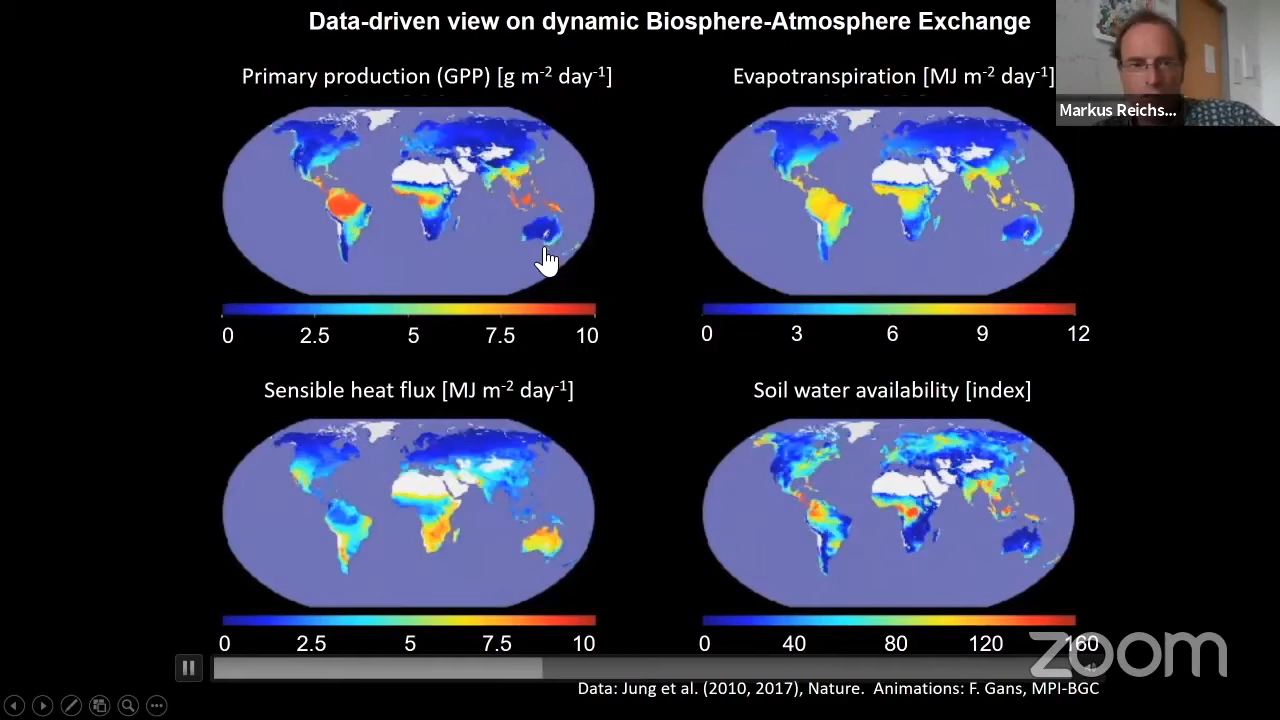 Data-driven view on dynamic Biosphere-Atmosphere Exchange
Primary production (GPP) [g m-2 day-1]
Evapotranspiration [MJ m-2 day-1]
Markus Reichs...
0 2.5 5 7.5 10
0 3 6 9 12
Sensible heat flux [MJ m-2 day-1]
Soil water availability [index]
0 2.5 5 7.5 10
0 40 80 120 160
zoom
Data: Jung et al. (2010, 2017), Nature. Animations: F. Gans, MPI-BGC